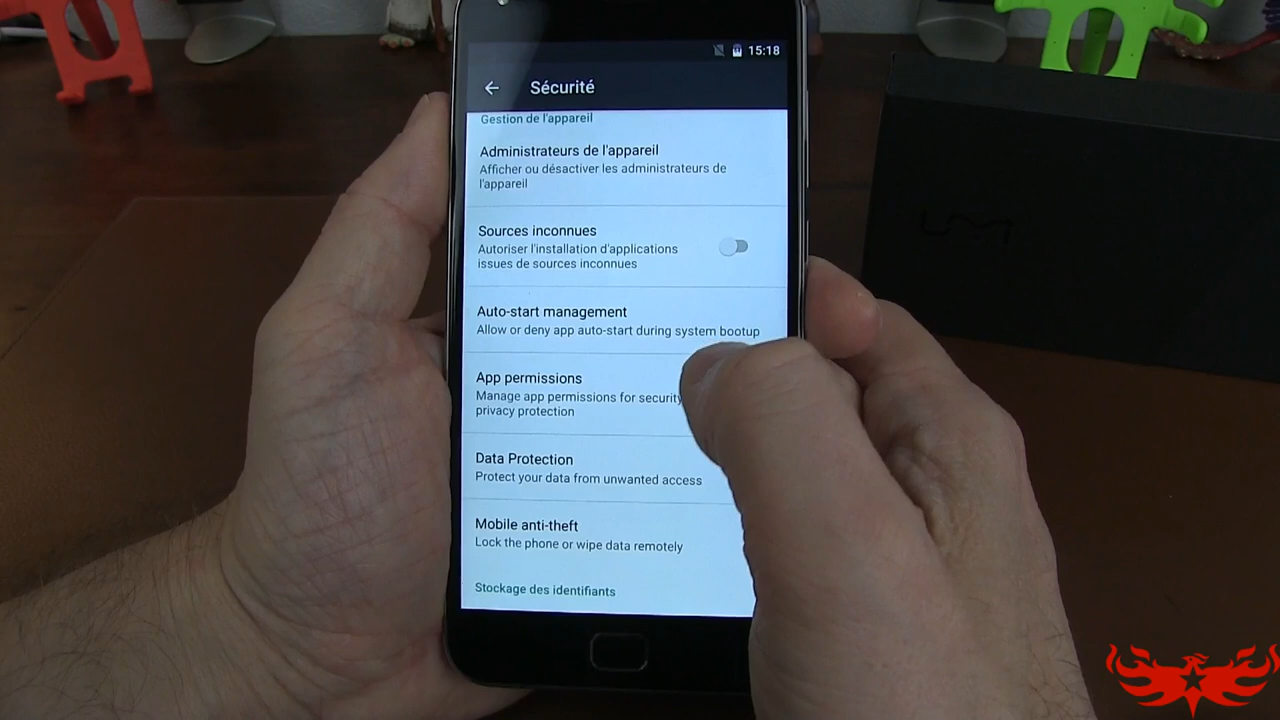 15:18
Sécurité
Gestion de l'appareil
Administrateurs de l'appareil
Afficher ou désactiver les administrateurs de
l'appareil
Sources inconnues
Autoriser l'installation d'applications
issues de sources inconnues
Auto-start management
Allow or deny app auto-start during system bootup
App permissions
Manage app permissions for security
privacy protection
Data Protection
Protect your data from unwanted access
Mobile anti-theft
Lock the phone or wipe data remotely
Stockage des identifiants